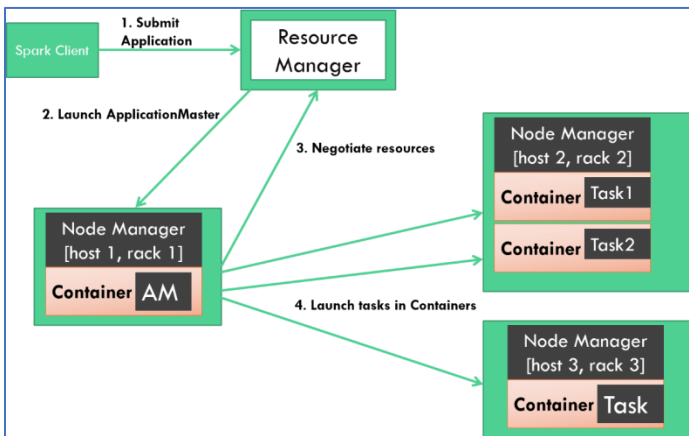 1. Submit
Application
Spark Client
Resource
Manager
2. Launch ApplicationMaster
3. Negotiate resources
Node Manager
[host 2, rack 2]
Container Task1
Container Task2
Node Manager
[host 1, rack 1]
Container AM
4. Launch tasks in Containers
Node Manager
[host 3, rack 3]
Container Task